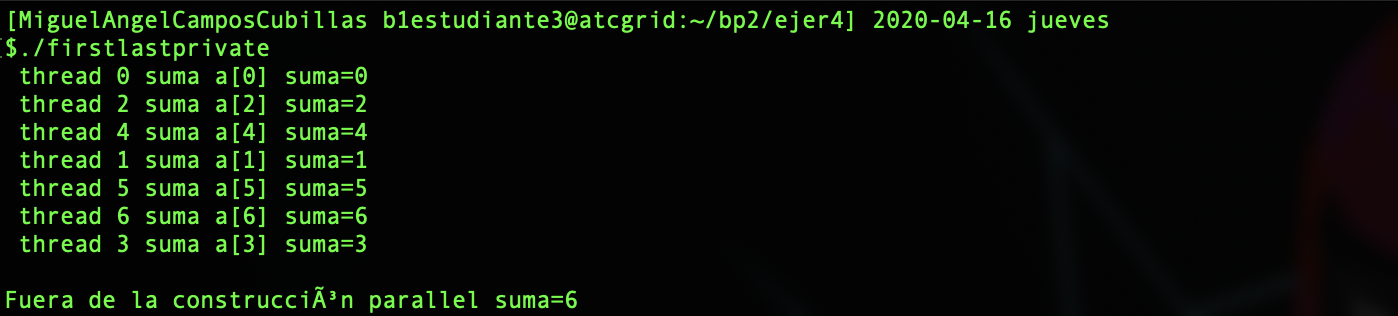 [MiguelAngelCamposCubillas b1estudiante3@atcgrid:~/bp2/ejer4] 2020-04-16 jueves
$./firstlastprivate
thread 0 suma a[0] suma=0
thread 2 suma a[2] suma=2
thread 4 suma a[4] suma=4
thread 1 suma a[1] suma=1
thread 5 suma a[5] suma=5
thread 6 suma a[6] suma=6
thread 3 suma a[3] suma=3
Fuera de la construcciÃ³n parallel suma=6